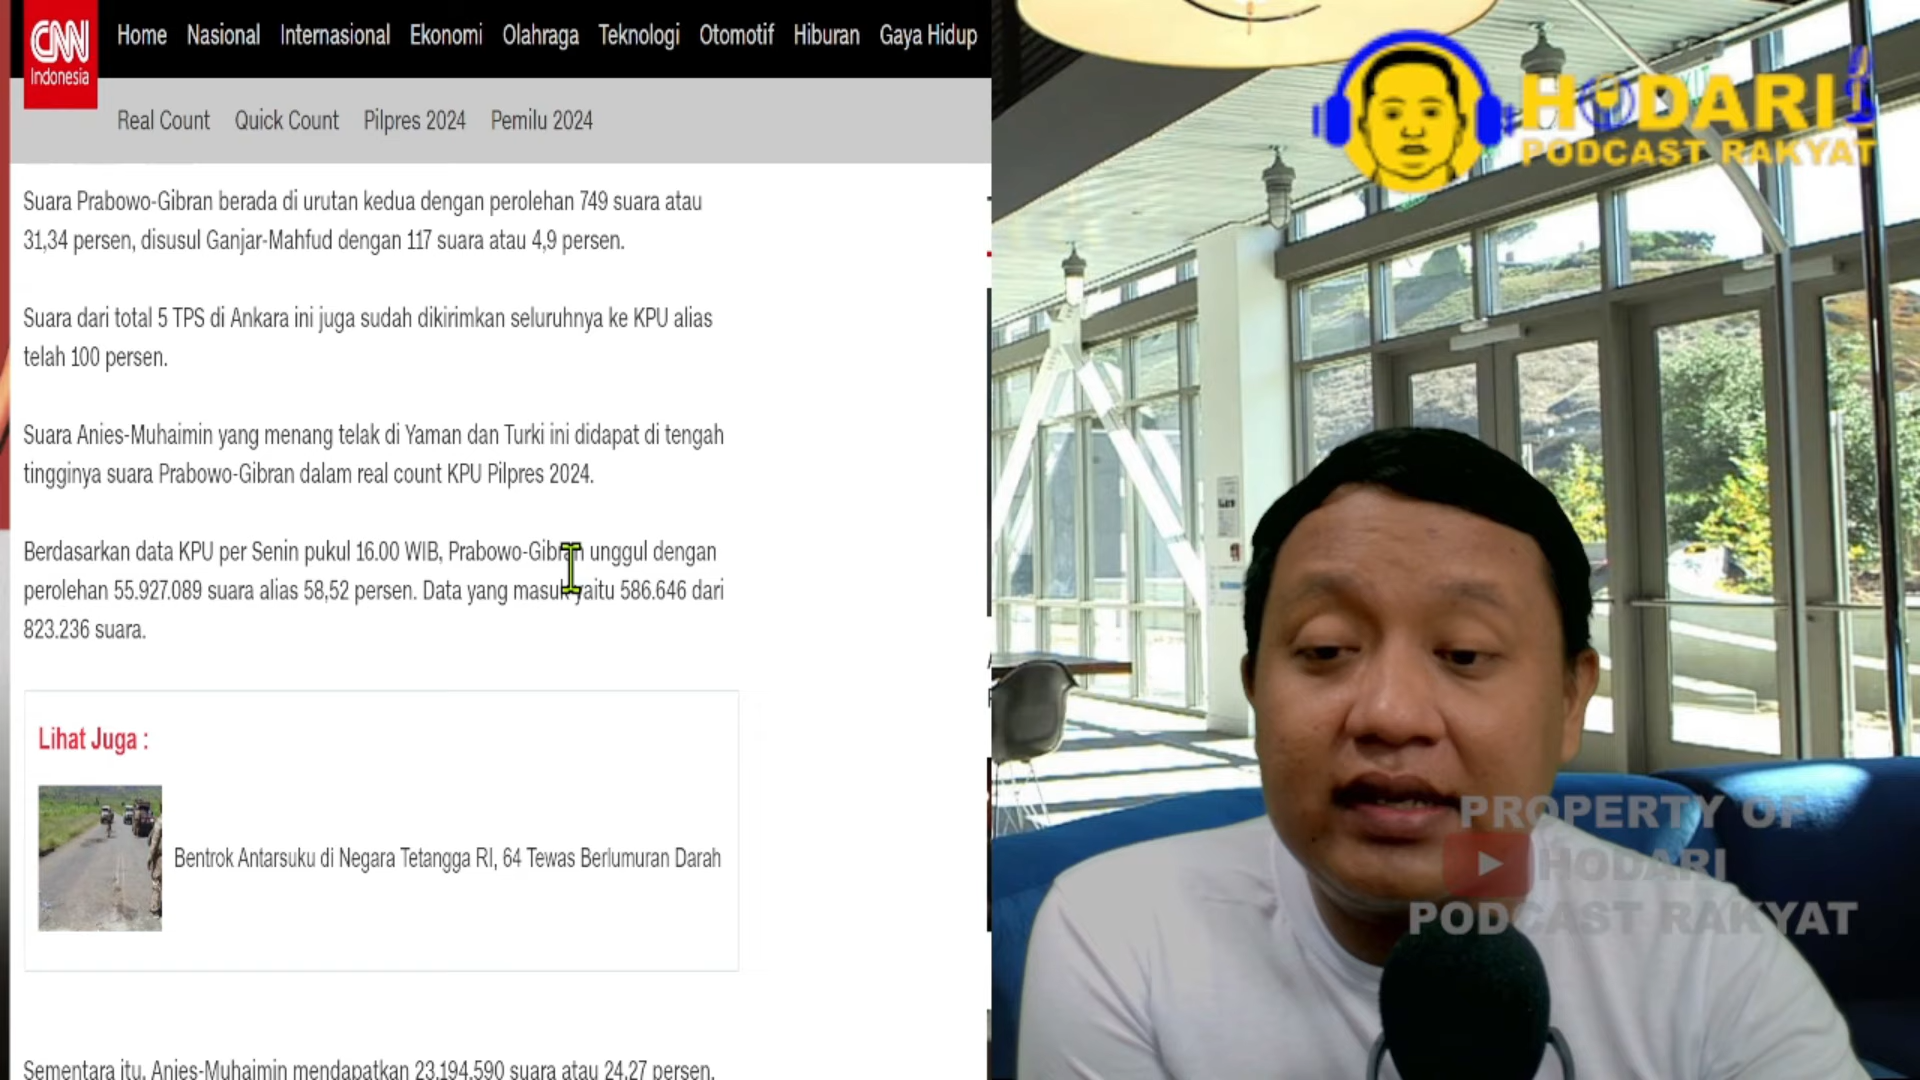 CNN
Indonesia
Home Nasional Internasional Ekonomi Olahraga Teknologi Otomotif Hiburan Gaya Hidup
Real Count Quick Count Pilpres 2024 Pemilu 2024
Suara Prabowo-Gibran berada di urutan kedua dengan perolehan 749 suara atau
31,34 persen, disusul Ganjar-Mahfud dengan 117 suara atau 4,9 persen.
Suara dari total 5 TPS di Ankara ini juga sudah dikirimkan seluruhnya ke KPU alias
telah 100 persen.
Suara Anies-Muhaimin yang menang telak di Yaman dan Turki ini didapat di tengah
tingginya suara Prabowo-Gibran dalam real count KPU Pilpres 2024.
Berdasarkan data KPU per Senin pukul 16.00 WIB, Prabowo-Gibran unggul dengan
perolehan 55.927.089 suara alias 58,52 persen. Data yang masuk yaitu 586.646 dari
823.236 suara.
Lihat Juga :
Bentrok Antarsuku di Negara Tetangga RI, 64 Tewas Berlumuran Darah
Sementara itu, Anies-Muhaimin mendapatkan 23.194.590 suara atau 24,27 persen.
HODARI
PODCAST RAKYAT
PROPERTY OF
HODARI
PODCAST RAKYAT